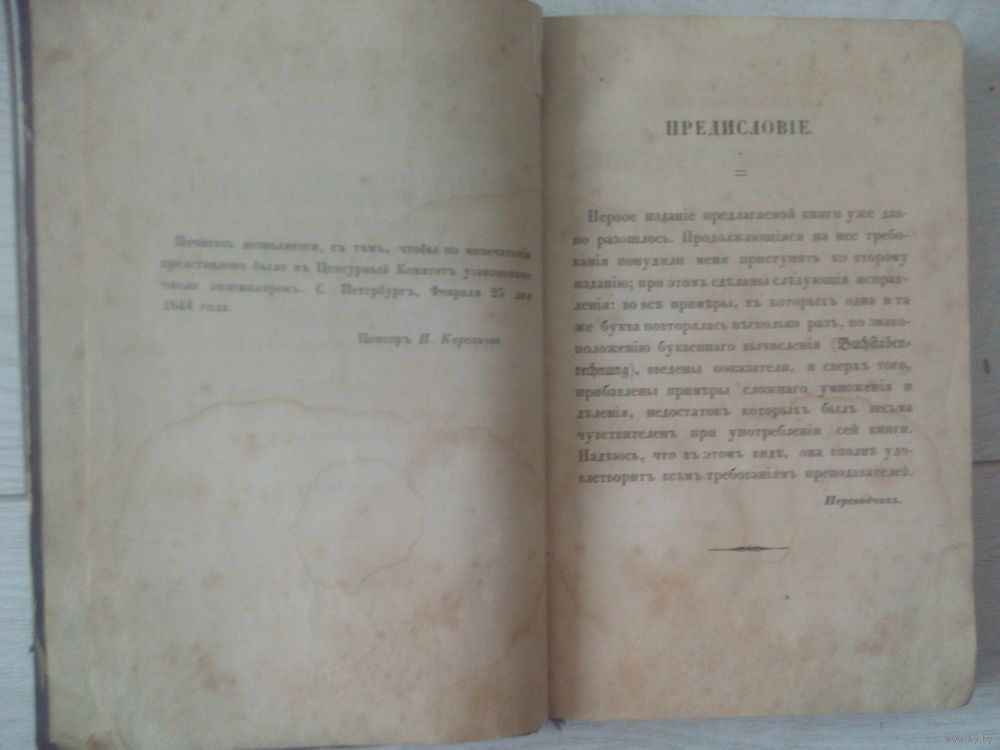 Печатать позволяется, съ тѣмъ, чтобы по напечатаніи
представлено было въ Ценсурный Комитетъ узаконенное
число экземпляровъ. С. Петербургъ, Февраля 25 дня
1844 года.
Ценсоръ П. Корсаковъ.
ПРЕДИСЛОВІЕ.
Первое изданіе предлагаемой книги уже дав-
но разошлось. Продолжающіяся на нее требо-
ванія понудили меня приступить ко второму
изданію; при этомъ сдѣланы слѣдующія исправ-
ленія: во всѣ примѣры, въ которыхъ одна и та
же буква повторялась нѣсколько разъ, по знако-
положенію буквеннаго вычисленія (Buchstaben-
rechnung), введены показатели, и сверхъ того,
прибавлены примѣры сложнаго умноженія и
дѣленія, недостатокъ которыхъ былъ весьма
чувствителенъ при употребленіи сей книги.
Надѣюсь, что въ этомъ видѣ, она вполнѣ удо-
влетворитъ всѣмъ требованіямъ преподавателей.
Переводчикъ.
www.ay.by